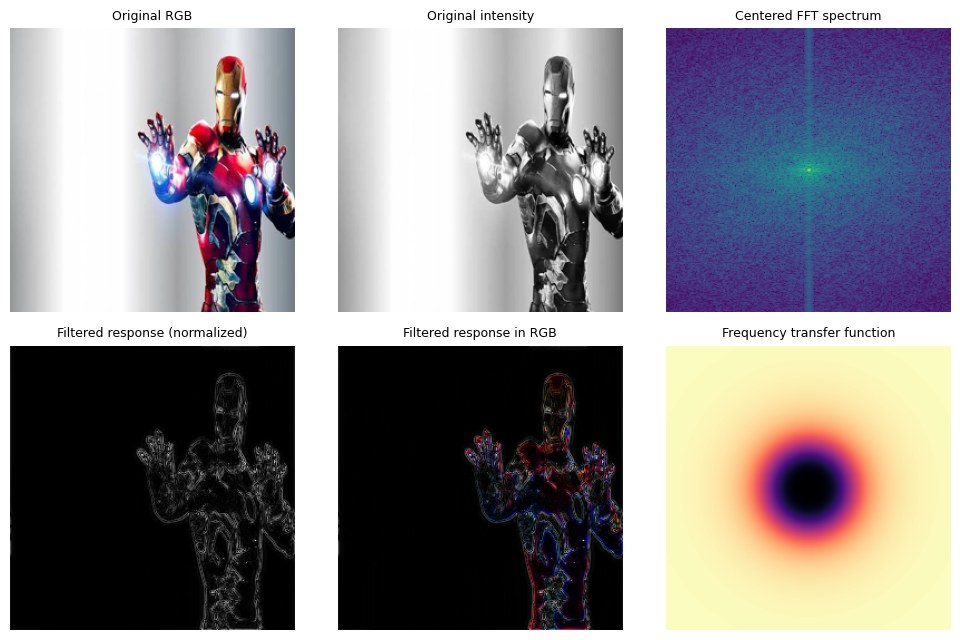 Original RGB
Original intensity
Centered FFT spectrum
Filtered response (normalized)
Filtered response in RGB
Frequency transfer function